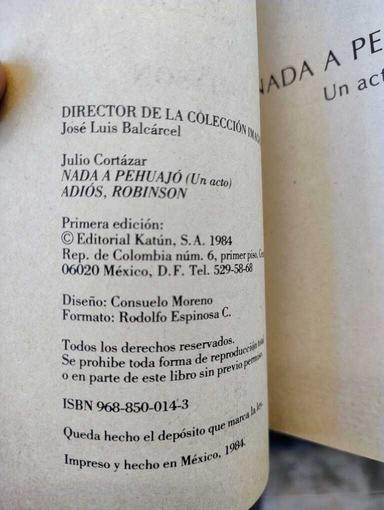 DIRECTOR DE LA COLECCIÓN
José Luis Balcárcel
Julio Cortázar
NADA A PEHUAJÓ (Un acto)
ADIÓS, ROBINSON
Primera edición:
© Editorial Katún, S.A. 1984
Rep. de Colombia núm. 6, primer piso,
06020 México, D.F. Tel. 529-58-68
Diseño: Consuelo Moreno
Formato: Rodolfo Espinosa C.
Todos los derechos reservados.
Se prohibe toda forma de reproducción total
o en parte de este libro sin previo permiso.
ISBN 968-850-014-3
Queda hecho el depósito que marca la ley.
Impreso y hecho en México, 1984.
NADA A PE
Un acto